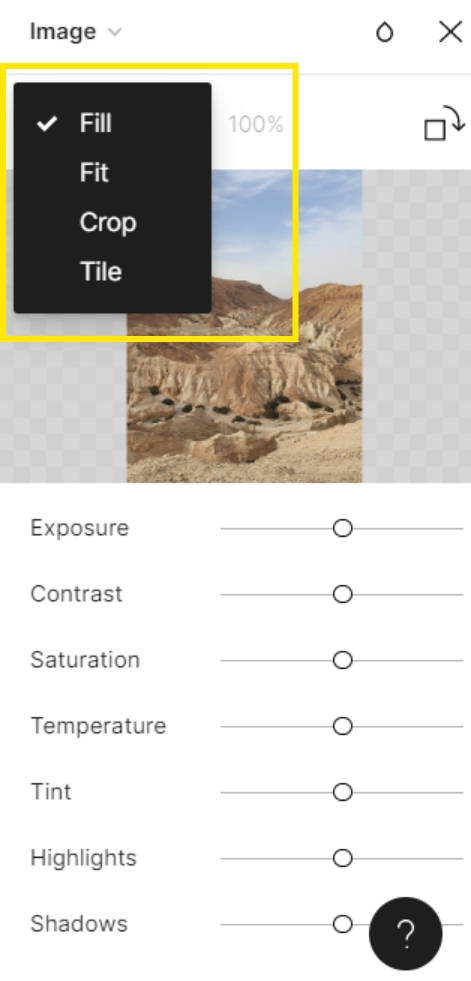 Image
Fill
100%
Fit
Crop
Tile
Exposure
Contrast
Saturation
Temperature
Tint
Highlights
Shadows
?